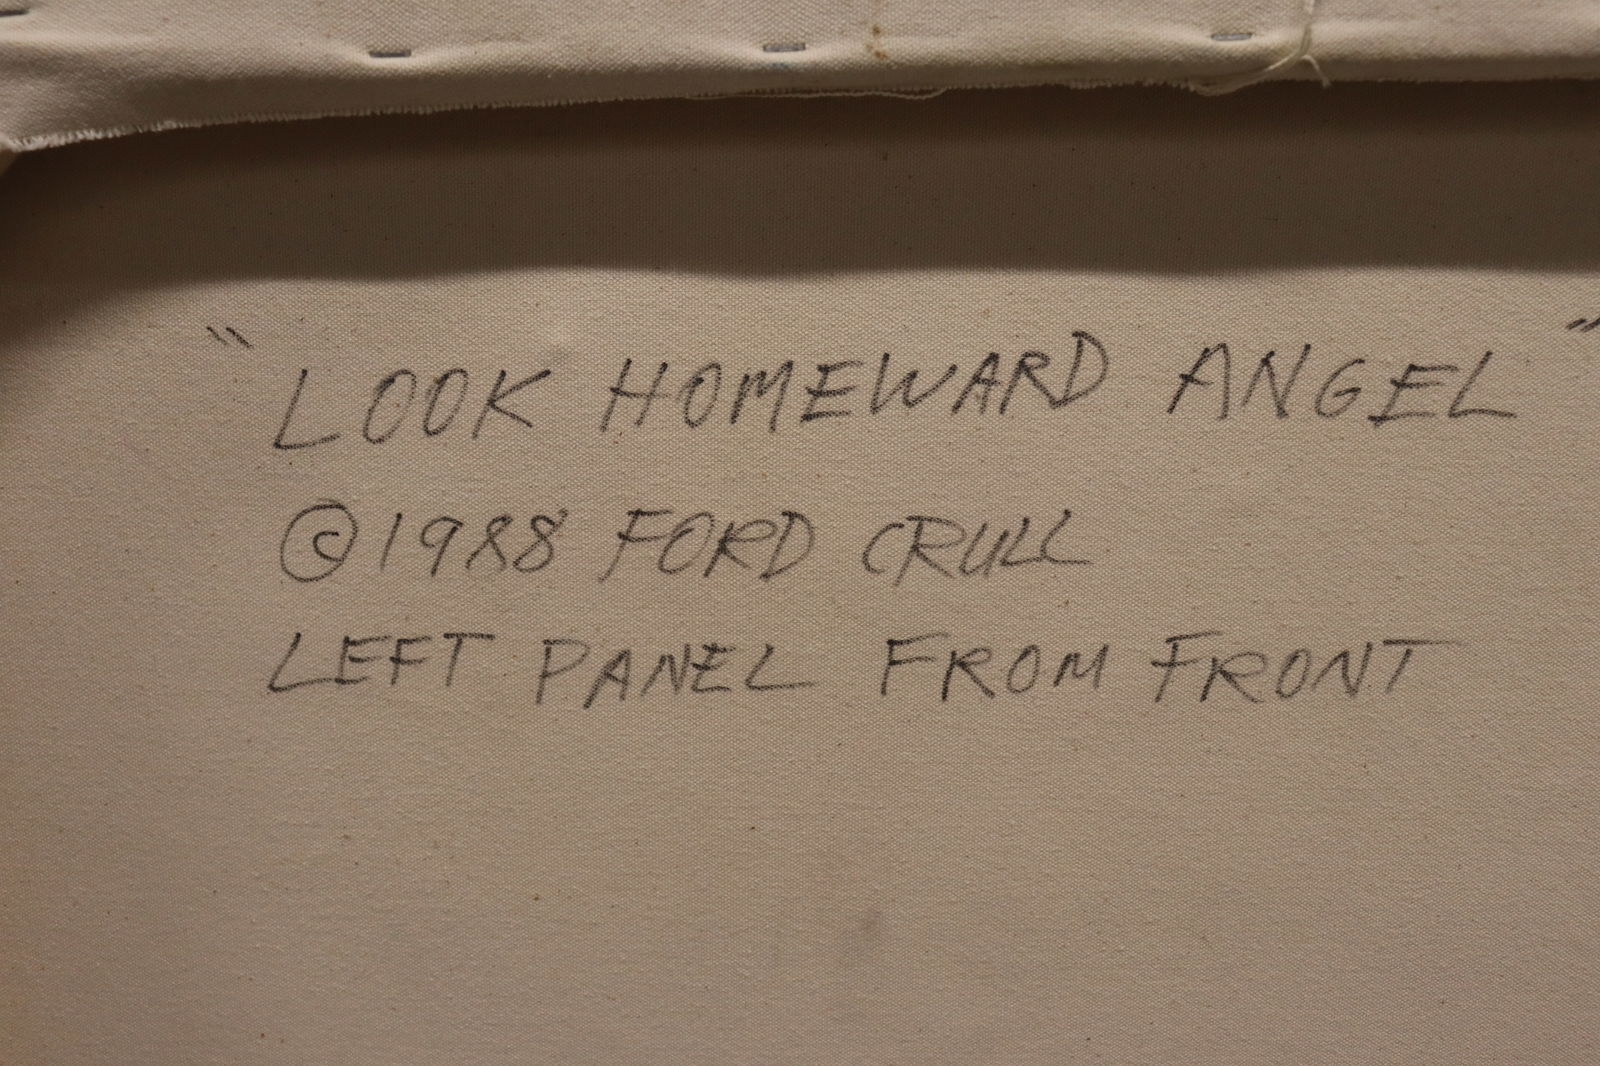 "LOOK HOMEWARD ANGEL"
©1988 FORD CRULL
LEFT PANEL FROM FRONT